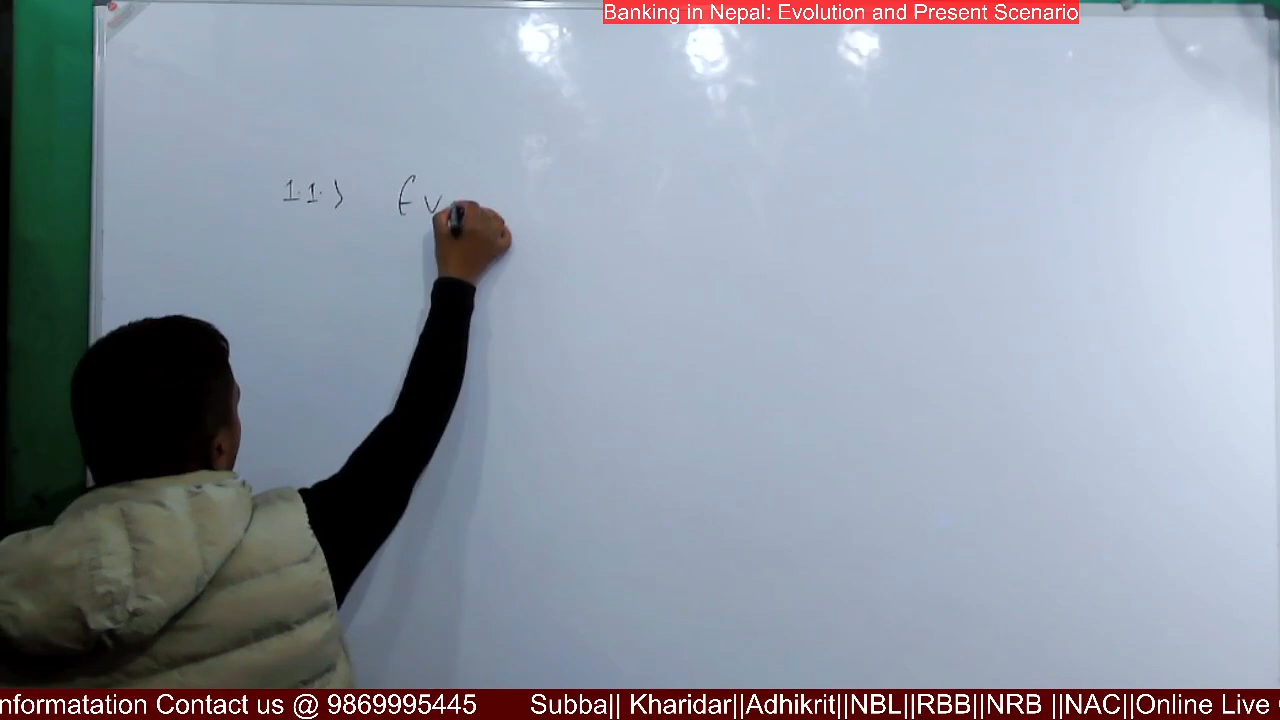 Banking in Nepal: Evolution and Present Scenario
1.1.) Ev
nformatation Contact us @ 9869995445 Subba|| Kharidar||Adhikrit||NBL||RBB||NRB ||NAC||Online Live